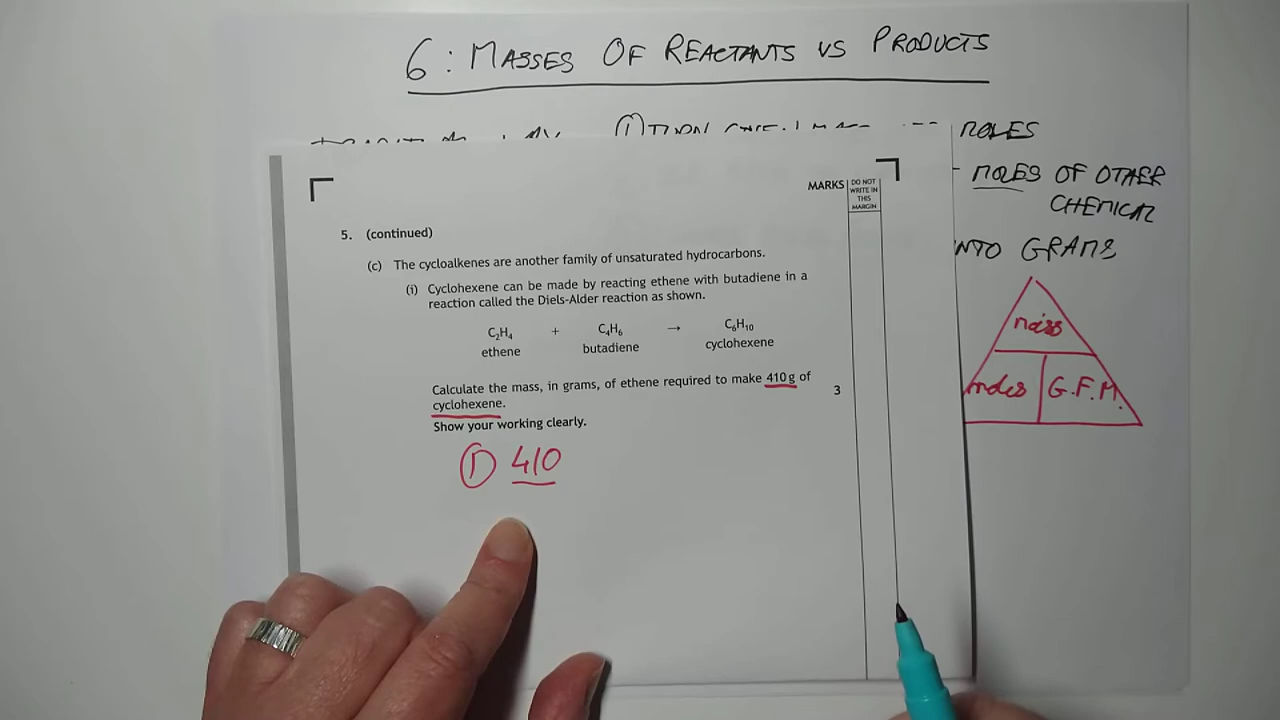 6 : MASSES OF REACTANTS VS PRODUCTS
MOLES
MOLES OF OTHER
CHEMICAL
INTO GRAMS
mass
moles G.F.M.
MARKS
DO NOT
WRITE IN
THIS
MARGIN
5. (continued)
(c) The cycloalkenes are another family of unsaturated hydrocarbons.
(i) Cyclohexene can be made by reacting ethene with butadiene in a
reaction called the Diels-Alder reaction as shown.
C₂H₄ + C₄H₆ → C₆H₁₀
ethene butadiene cyclohexene
Calculate the mass, in grams, of ethene required to make 410 g of
cyclohexene. 3
Show your working clearly.
① 410